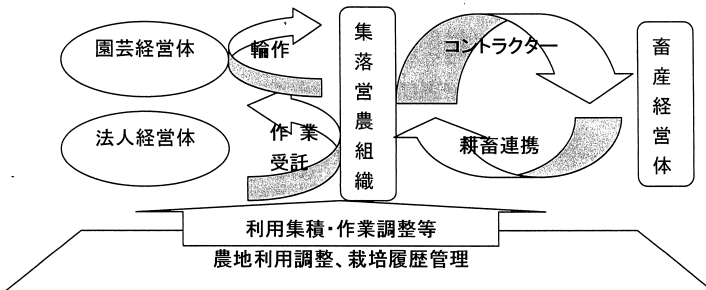 園芸経営体
輪作
集落営農組織
コントラクター
畜産経営体
法人経営体
作業
受託
耕畜連携
利用集積・作業調整等
農地利用調整、栽培履歴管理